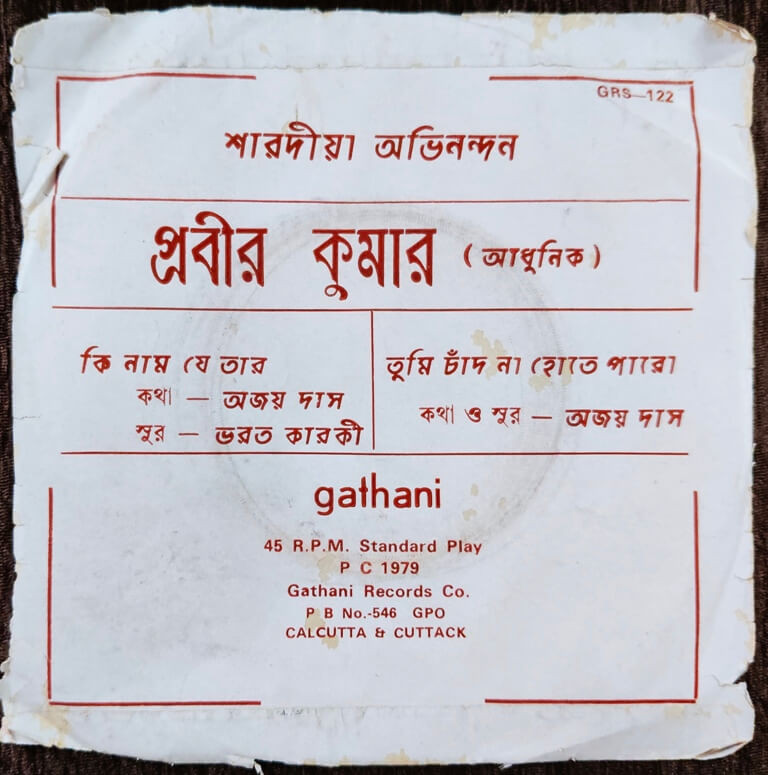 GRS—122
শারদীয়া অভিনন্দন
প্রবীর কুমার (আধুনিক)
কি নাম যে তার
কথা — অজয় দাস
সুর — ভরত কারকী
তুমি চাঁদ না হোতে পারো
কথা ও সুর — অজয় দাস
gathani
45 R.P.M. Standard Play
P C 1979
Gathani Records Co.
P B No.-546 GPO
CALCUTTA & CUTTACK